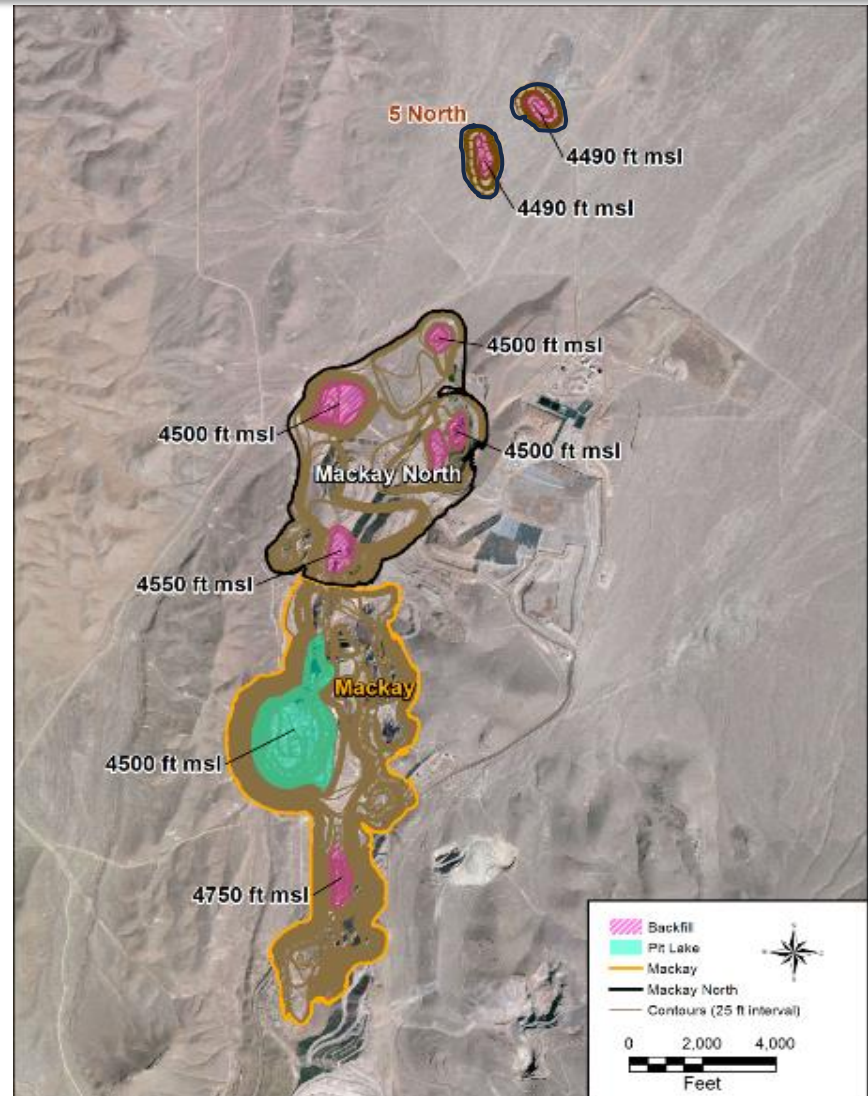 5 North
4490 ft msl
4490 ft msl
4500 ft msl
4500 ft msl
4500 ft msl
Mackay North
4550 ft msl
Mackay
4500 ft msl
4750 ft msl
Backfill
Pit Lake
Mackay
Mackay North
Contours (25 ft interval)
0 2,000 4,000
Feet